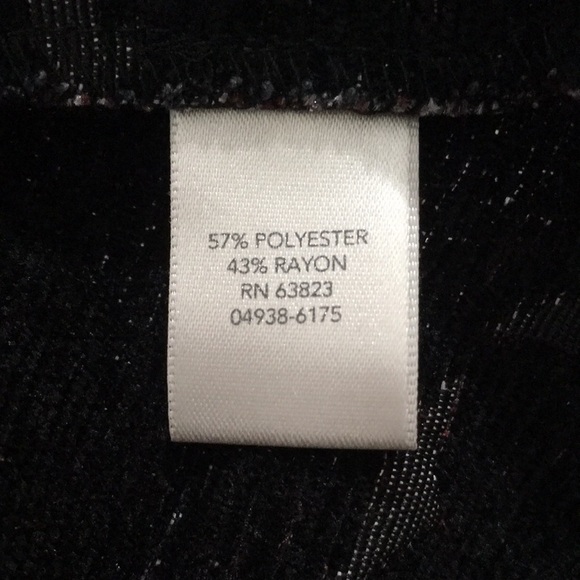 57% POLYESTER
43% RAYON
RN 63823
04938-6175